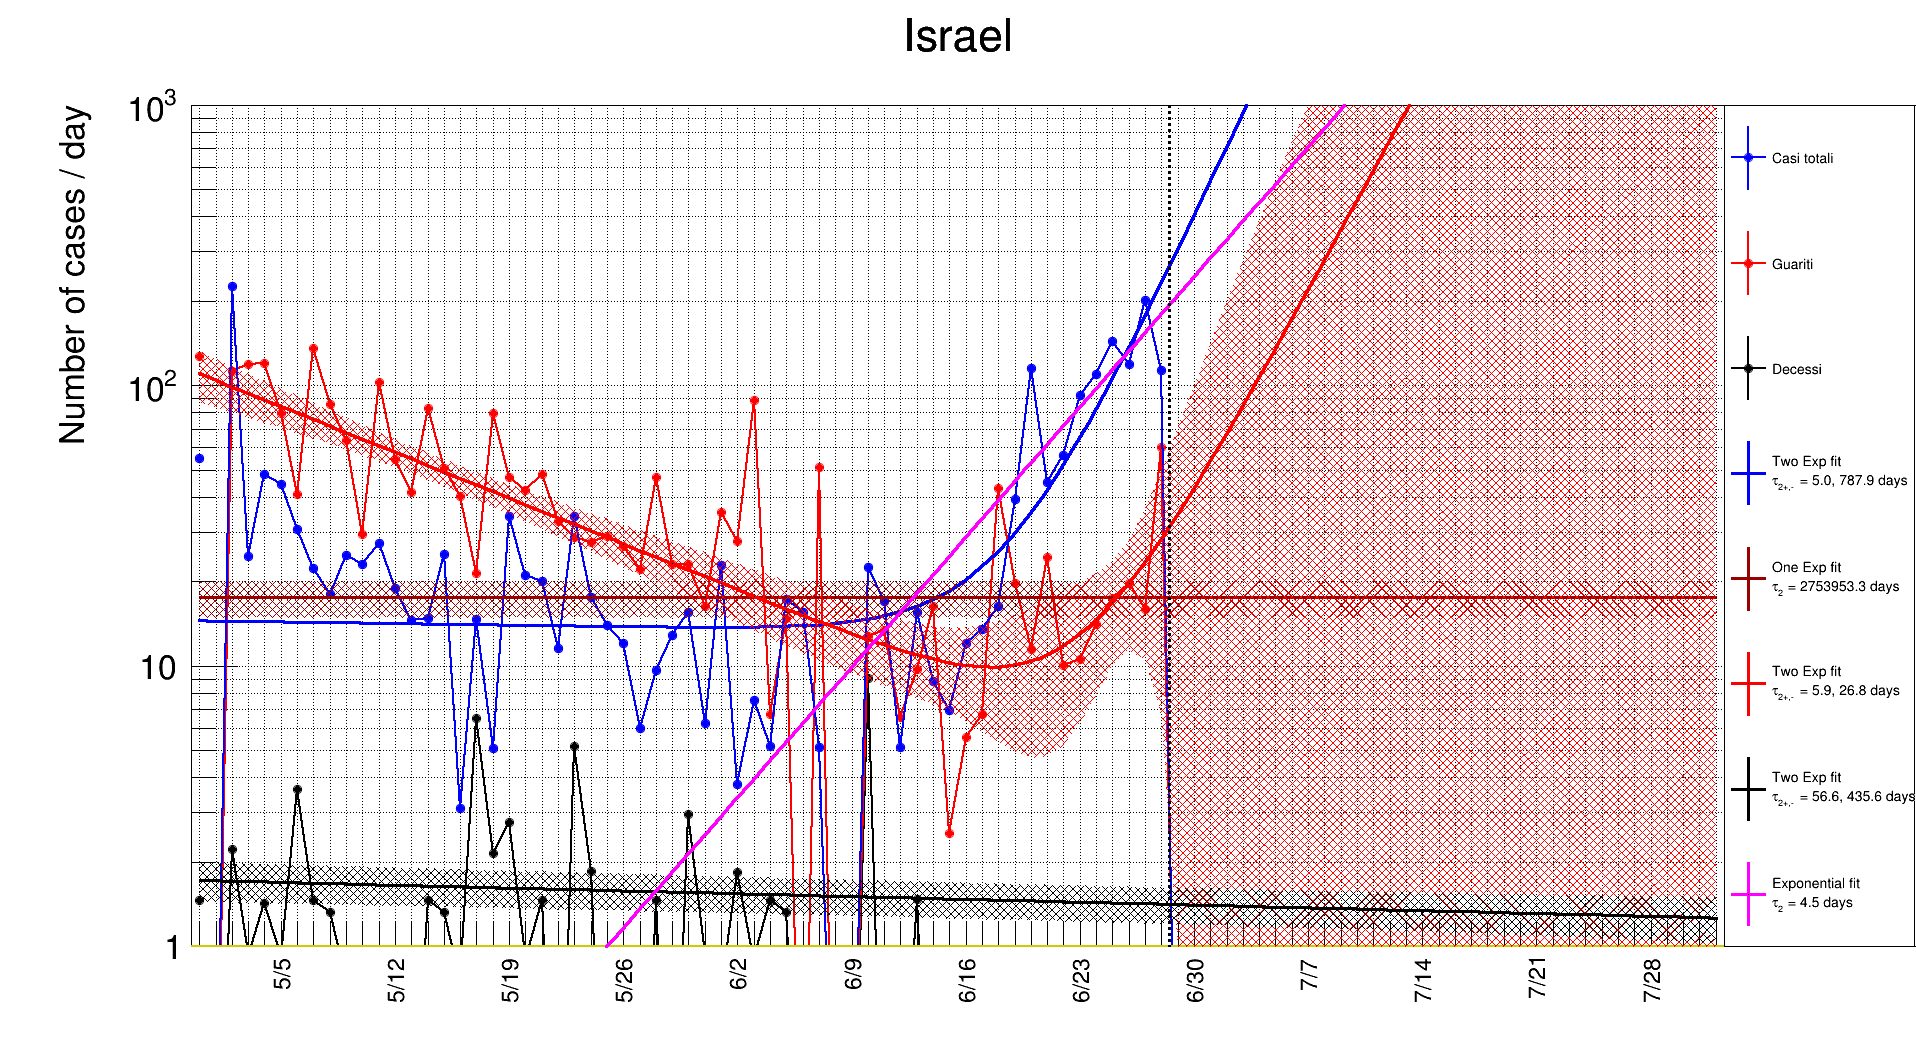 Israel
Number of cases / day
10³
10²
10
1
5/5
5/12
5/19
5/26
6/2
6/9
6/16
6/23
6/30
7/7
7/14
7/21
7/28
Casi totali
Guariti
Decessi
Two Exp fit
τ₂₊,₋ = 5.0, 787.9 days
One Exp fit
τ₂ = 2753953.3 days
Two Exp fit
τ₂₊,₋ = 5.9, 26.8 days
Two Exp fit
τ₂₊,₋ = 56.6, 435.6 days
Exponential fit
τ₂ = 4.5 days